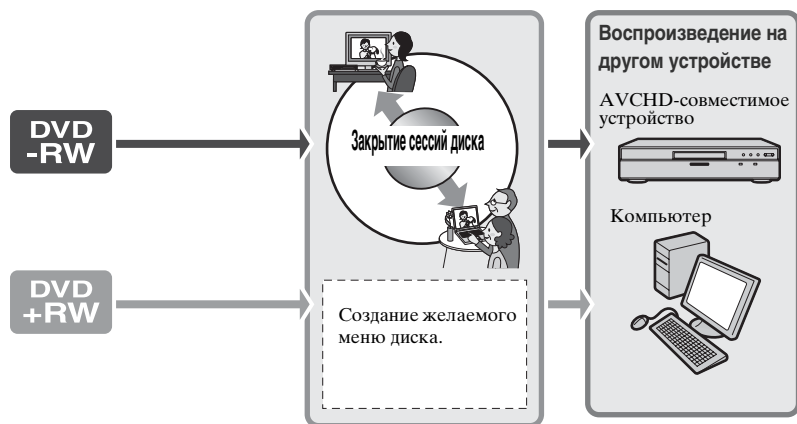 DVD
-RW
Закрытие сессий диска
Воспроизведение на
другом устройстве
AVCHD-совместимое
устройство
Компьютер
DVD
+RW
Создание желаемого
меню диска.